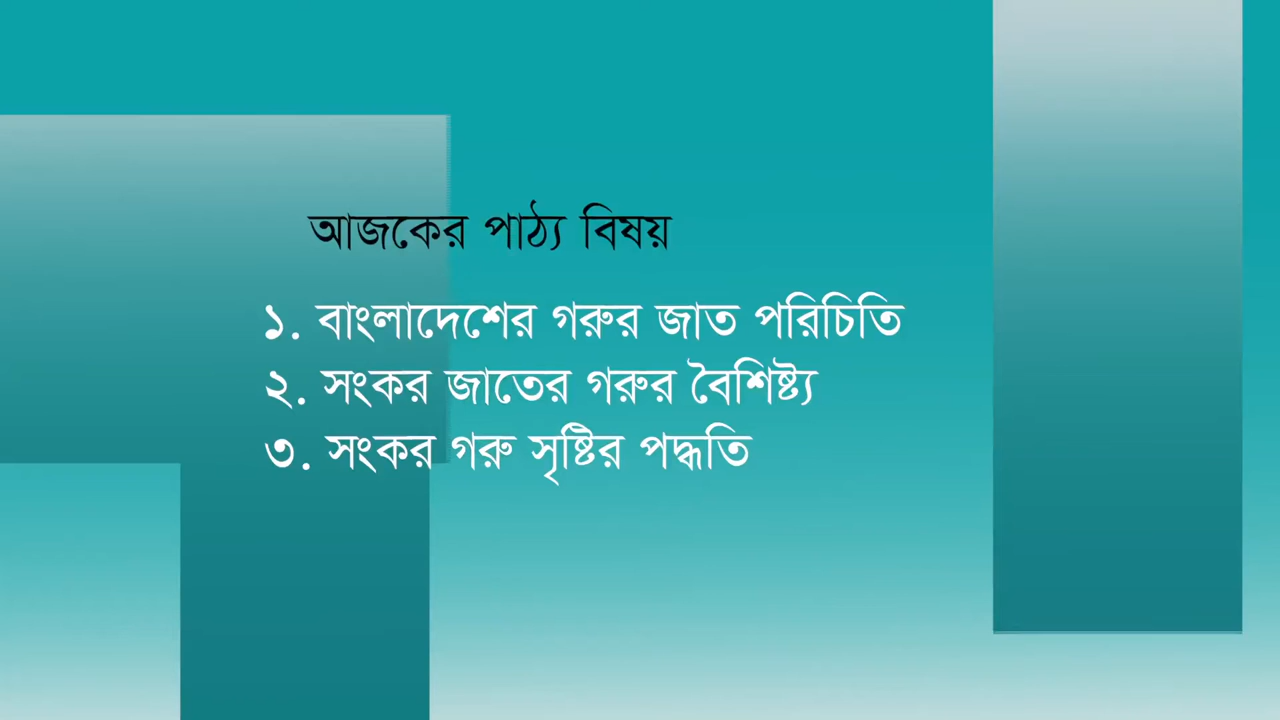 আজকের পাঠ্য বিষয়
১. বাংলাদেশের গরুর জাত পরিচিতি
২. সংকর জাতের গরুর বৈশিষ্ট্য
৩. সংকর গরু সৃষ্টির পদ্ধতি